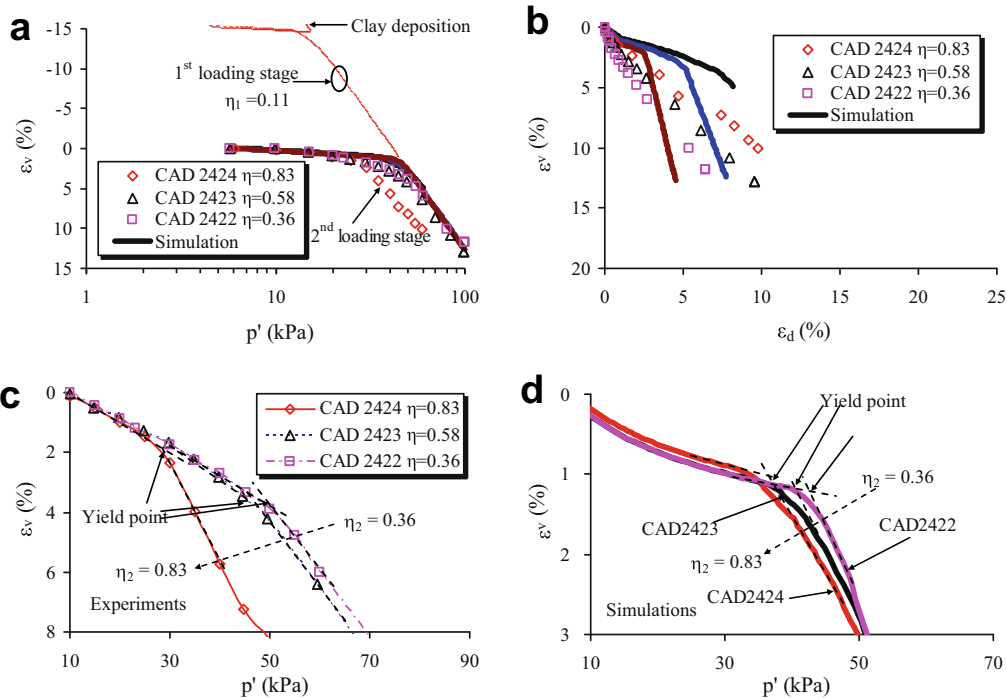 a
-15
-10
-5
0
5
10
15
εv (%)
Clay deposition
1st loading stage
η1 =0.11
CAD 2424 η=0.83
CAD 2423 η=0.58
CAD 2422 η=0.36
Simulation
2nd loading stage
1 10 100
p' (kPa)
b
0
5
10
15
20
εv (%)
CAD 2424 η=0.83
CAD 2423 η=0.58
CAD 2422 η=0.36
Simulation
0 5 10 15 20 25
εd (%)
c
0
2
4
6
8
εv (%)
CAD 2424 η=0.83
CAD 2423 η=0.58
CAD 2422 η=0.36
Yield point
η2 = 0.36
η2 = 0.83
Experiments
10 30 50 70 90
p' (kPa)
d
0
1
2
3
εv (%)
Yield point
η2 = 0.36
CAD2423
CAD2422
η2 = 0.83
CAD2424
Simulations
10 30 50 70
p' (kPa)